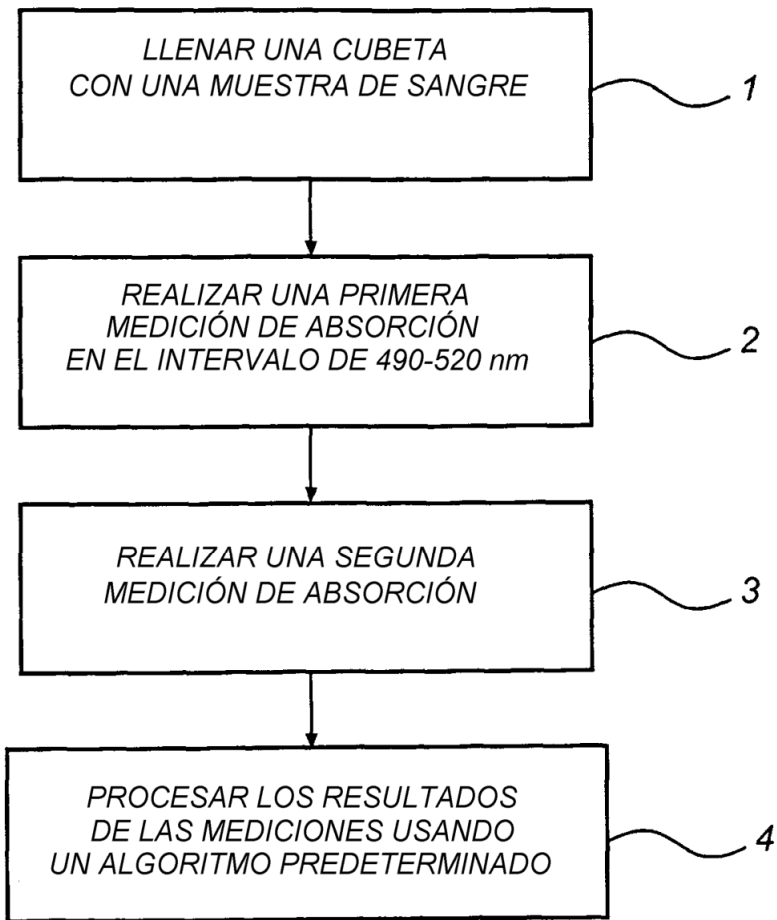 LLENAR UNA CUBETA
CON UNA MUESTRA DE SANGRE
1
REALIZAR UNA PRIMERA
MEDICIÓN DE ABSORCIÓN
EN EL INTERVALO DE 490-520 nm
2
REALIZAR UNA SEGUNDA
MEDICIÓN DE ABSORCIÓN
3
PROCESAR LOS RESULTADOS
DE LAS MEDICIONES USANDO
UN ALGORITMO PREDETERMINADO
4